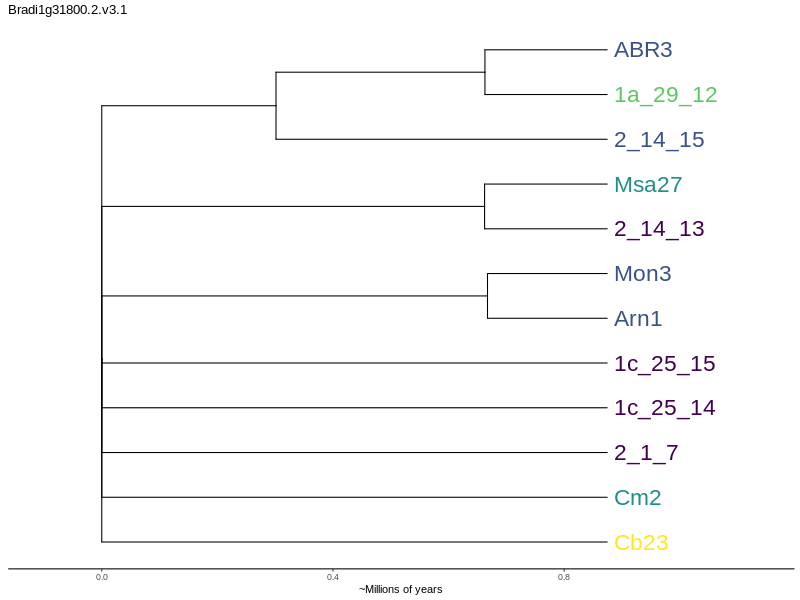 Bradi1g31800.2.v3.1
ABR3
1a_29_12
2_14_15
Msa27
2_14_13
Mon3
Arn1
1c_25_15
1c_25_14
2_1_7
Cm2
Cb23
0.0 0.4 0.8
~Millions of years